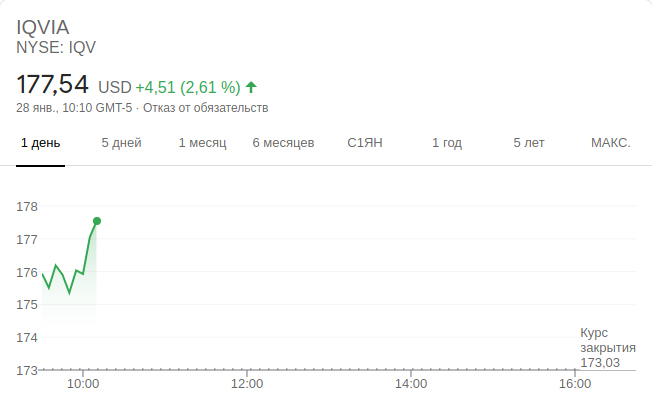 IQVIA
NYSE: IQV
177,54 USD +4,51 (2,61 %)
28 янв., 10:10 GMT-5 · Отказ от обязательств
1 день 5 дней 1 месяц 6 месяцев С1ЯН 1 год 5 лет МАКС.
178
177
176
175
174
173
Курс
закрытия
173,03
10:00 12:00 14:00 16:00